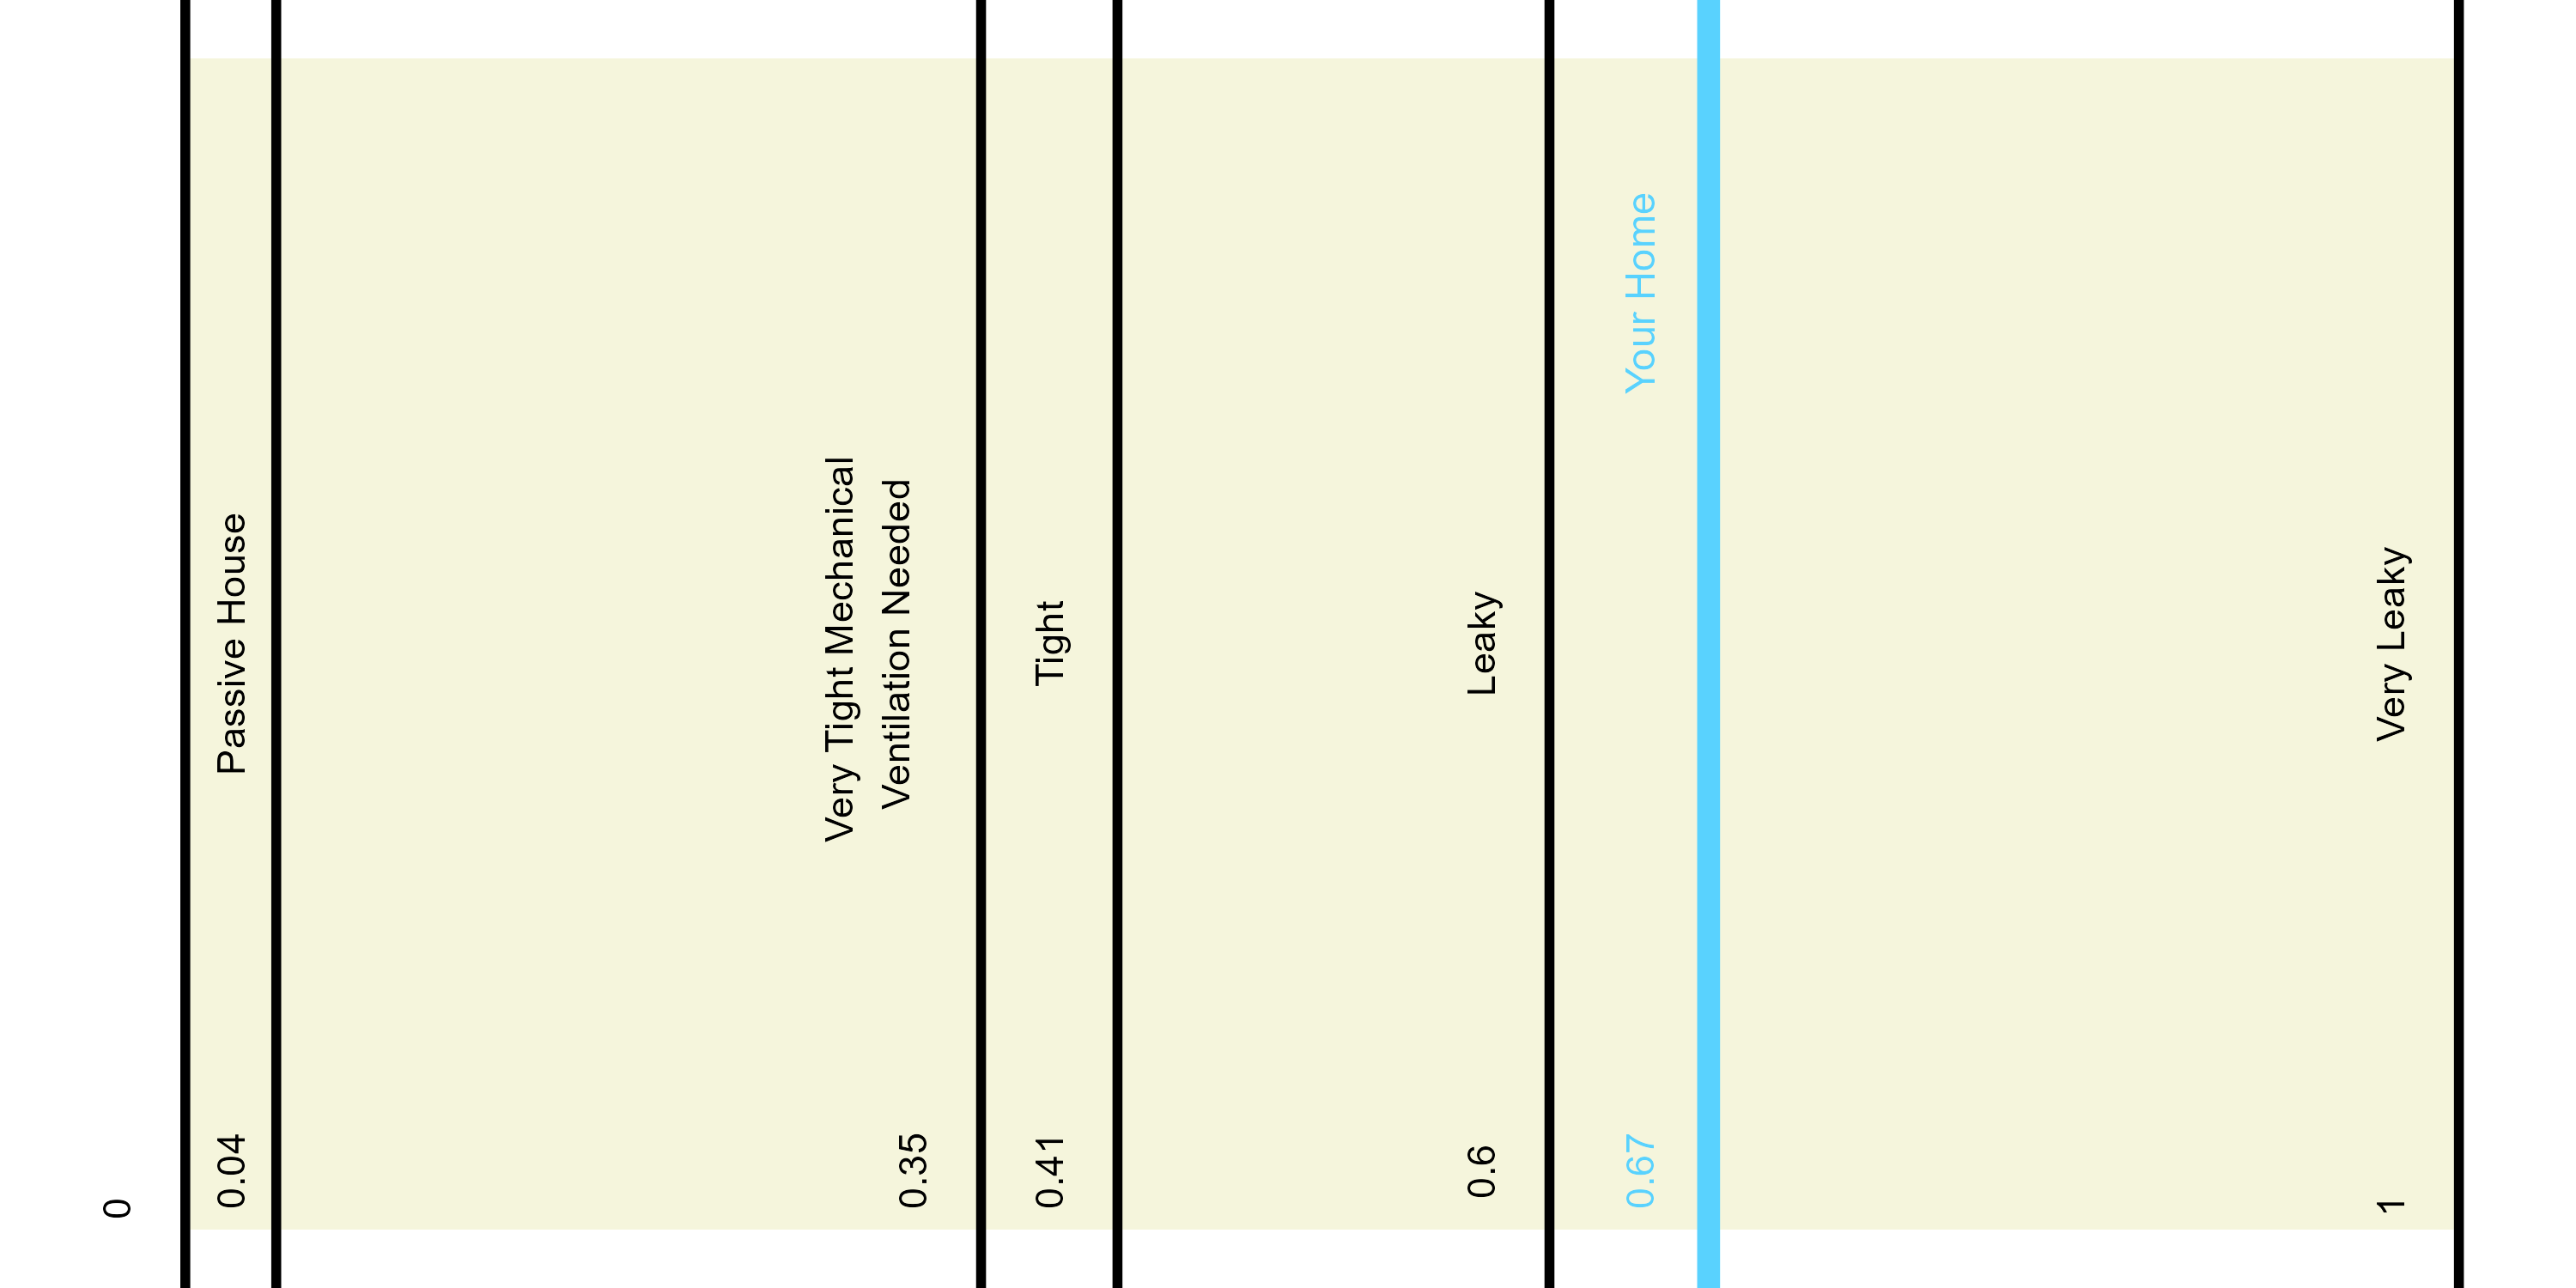 0
0.04
Passive House
0.35
Very Tight Mechanical
Ventilation Needed
0.41
Tight
0.6
Leaky
0.67
Your Home
1
Very Leaky